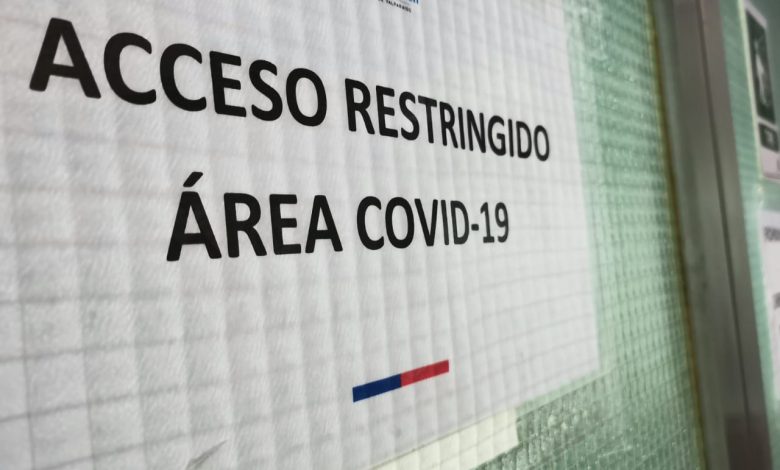 ACCESO RESTRINGIDO
ÁREA COVID-19